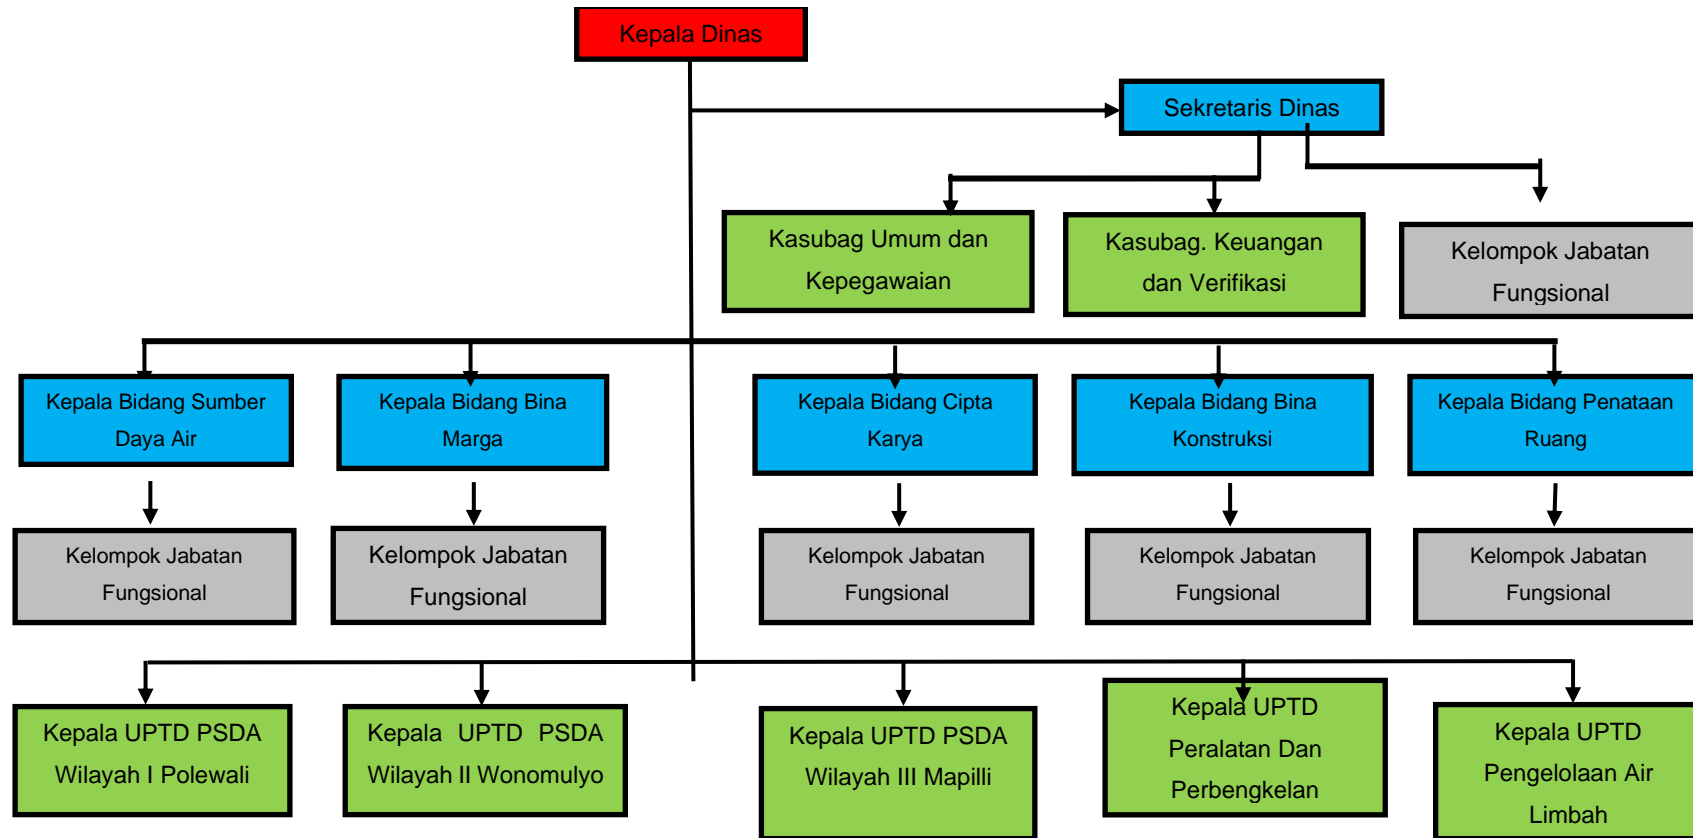 Kepala Dinas
Sekretaris Dinas
Kasubag Umum dan
Kepegawaian
Kasubag. Keuangan
dan Verifikasi
Kelompok Jabatan
Fungsional
Kepala Bidang Sumber
Daya Air
Kepala Bidang Bina
Marga
Kepala Bidang Cipta
Karya
Kepala Bidang Bina
Konstruksi
Kepala Bidang Penataan
Ruang
Kelompok Jabatan
Fungsional
Kelompok Jabatan
Fungsional
Kelompok Jabatan
Fungsional
Kelompok Jabatan
Fungsional
Kelompok Jabatan
Fungsional
Kepala UPTD PSDA
Wilayah I Polewali
Kepala UPTD PSDA
Wilayah II Wonomulyo
Kepala UPTD PSDA
Wilayah III Mapilli
Kepala UPTD
Peralatan Dan
Perbengkelan
Kepala UPTD
Pengelolaan Air
Limbah